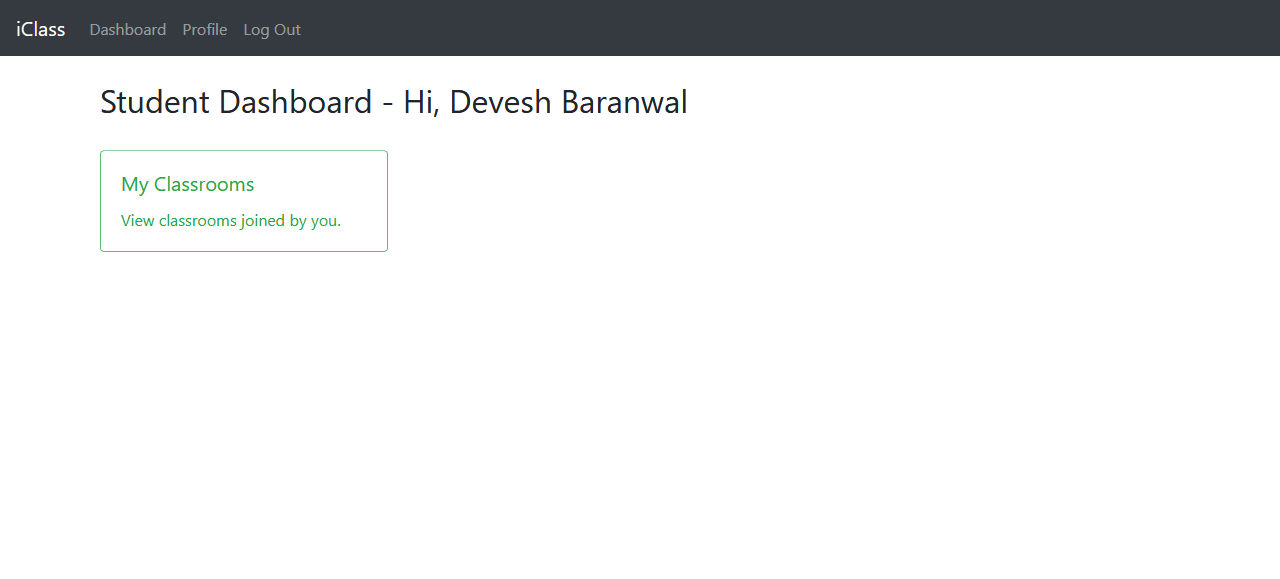 iClass Dashboard Profile Log Out
Student Dashboard - Hi, Devesh Baranwal
My Classrooms
View classrooms joined by you.